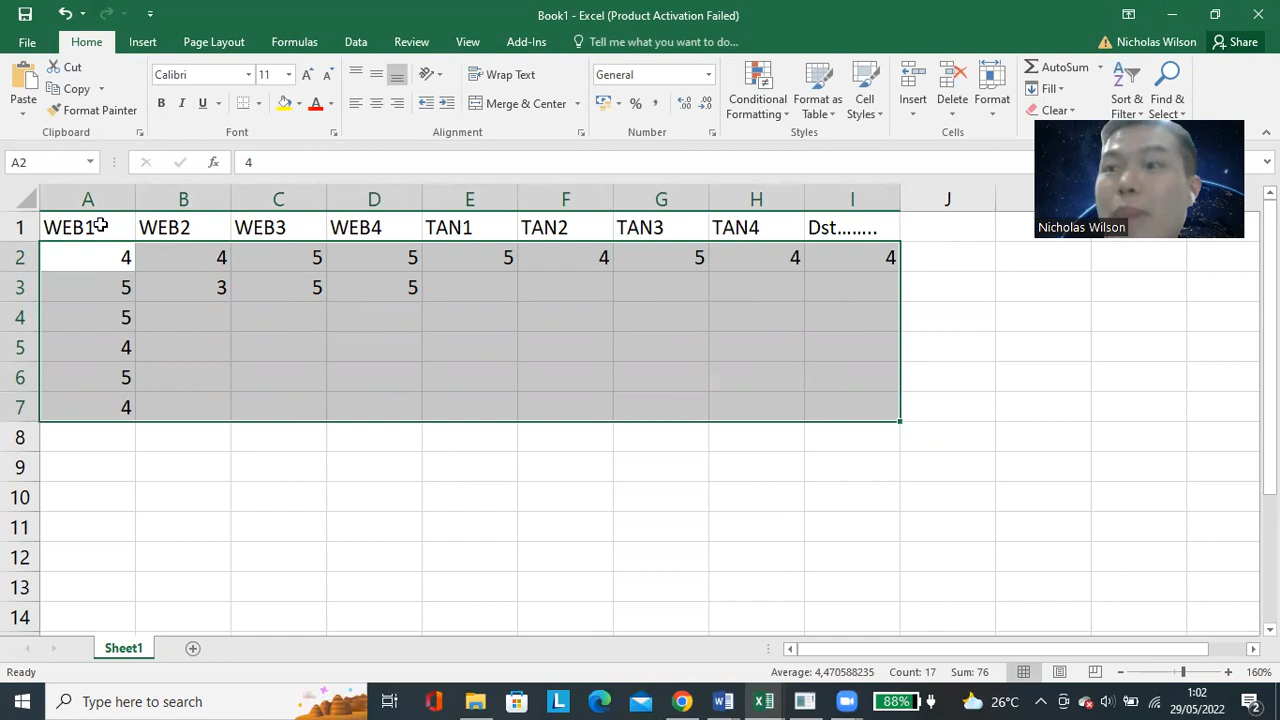 Book1 - Excel (Product Activation Failed)
File Home Insert Page Layout Formulas Data Review View Add-Ins Tell me what you want to do... Nicholas Wilson Share
Paste Cut Copy Format Painter
Calibri 11
B I U A
Wrap Text
Merge & Center
General
% ,
Conditional Formatting
Format as Table
Cell Styles
Insert Delete Format
AutoSum
Fill
Clear
Sort & Filter
Find & Select
Clipboard Font Alignment Number Styles Cells
A2 fx 4
A B C D E F G H I J
1 WEB1 WEB2 WEB3 WEB4 TAN1 TAN2 TAN3 TAN4 Dst........
2 4 4 5 5 5 4 5 4 4
3 5 3 5 5
4 5
5 4
6 5
7 4
8
9
10
11
12
13
14
Nicholas Wilson
Sheet1
Ready Average: 4,470588235 Count: 17 Sum: 76 160%
Type here to search 88% 26°C 1:02
29/05/2022